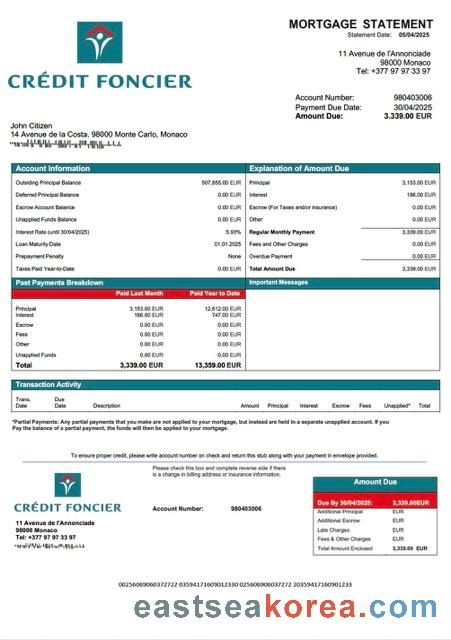 MORTGAGE STATEMENT
Statement Date: 05/04/2025
CRÉDIT FONCIER
11 Avenue de l'Annonciade
98000 Monaco
Tel: +377 97 97 33 97
Account Number: 980403006
Payment Due Date: 30/04/2025
Amount Due: 3.339.00 EUR
John Citizen
14 Avenue de la Costa, 98000 Monte Carlo, Monaco
Account Information
Outsiding Principal Balance 507,855.00 EUR
Deferred Principal Balance 0.00 EUR
Escrow Account Balance 0.00 EUR
Unapplied Funds Balance 0.00 EUR
Interest Rate (until 30/04/2025) 5.93%
Loan Maturity Date 01.01.2025
Prepayment Penalty None
Taxes Paid Year-to-Date 0.00 EUR
Explanation of Amount Due
Principal 3,153.00 EUR
Interest 186.00 EUR
Escrow (For Taxes and/or insurance) 0.00 EUR
Other 0.00 EUR
Regular Monthly Payment 3,339.00 EUR
Fees and Other Charges 0.00 EUR
Overdue Payment 0.00 EUR
Total Amount Due 3,339.00 EUR
Past Payments Breakdown
Paid Last Month Paid Year to Date
Principal 3,153.00 EUR 12,612.00 EUR
Interest 186.00 EUR 747.00 EUR
Escrow 0.00 EUR 0.00 EUR
Fees 0.00 EUR 0.00 EUR
Other 0.00 EUR 0.00 EUR
Unapplied Funds 0.00 EUR 0.00 EUR
Total 3,339.00 EUR 13,359.00 EUR
Important Messages
Transaction Activity
Trans. Date Due Date Description Amount Principal Interest Escrow Fees Unapplied* Total
*Partial Payments: Any partial payments that you make are not applied to your mortgage, but instead are held in a separate unapplied account. if you
Pay the balance of a partial payment, the funds will then be applied to your mortgage.
To ensure proper credit, please write account number on check and return this stub along with your payment in envelope provided.
Please check this box and complete reverse side if there
is a change in billing address or insurance information.
CRÉDIT FONCIER
11 Avenue de l'Annonciade
98000 Monaco
Tel: +377 97 97 33 97
Account Number: 980403006
Amount Due
Due By 30/04/2025: 3,339.00EUR
Additional Principal EUR
Additional Escrow EUR
Late Charges EUR
Fees & Other Charges EUR
Total Amount Enclosed 3,339.00 EUR
00256069060372722 03594171609012330 0256069060372722 0 20359417160901233
eastseakorea.com